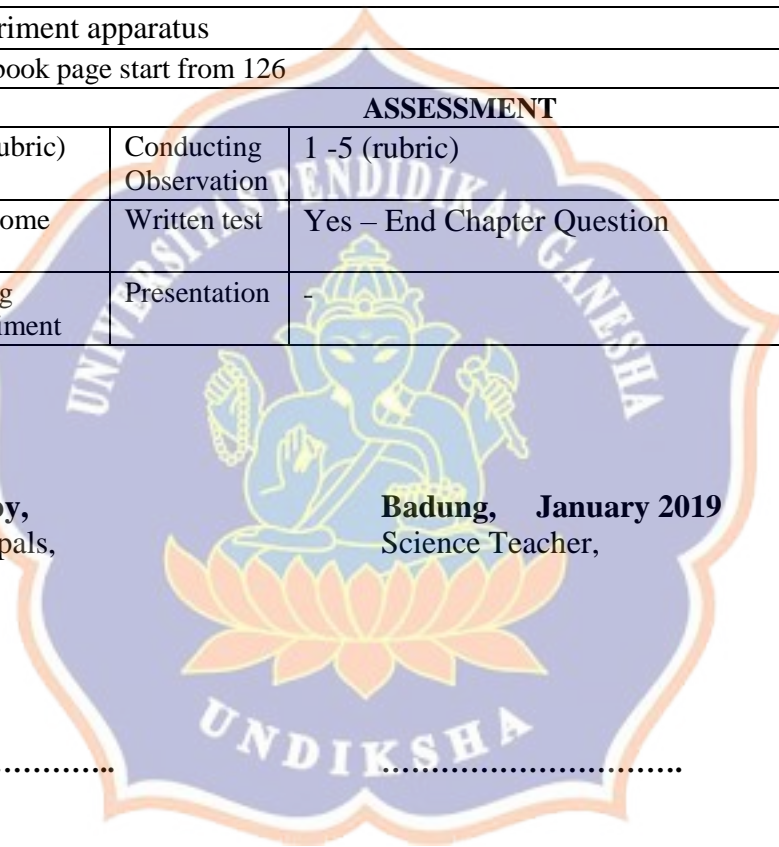 riment apparatus
book page start from 126
ASSESSMENT
ubric) Conducting 1 -5 (rubric)
Observation
ome Written test Yes – End Chapter Question
g Presentation -
iment
UNIVERSITAS PENDIDIKAN GANESHA
y, Badung, January 2019
pals, Science Teacher,
UNDIKSHA
………….. ……………………………..